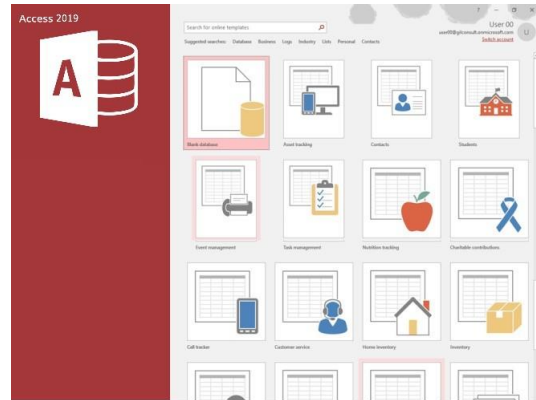 Access 2019
A
Search for online templates
Suggested searches: Database Business Logs Industry Lists Personal Contacts
? – 
User 00
Switch account
U
Blank database
Asset tracking
Contacts
Students
Event management
Task management
Nutrition tracking
Charitable contributions
Call tracker
Customer service
Home inventory
Inventory